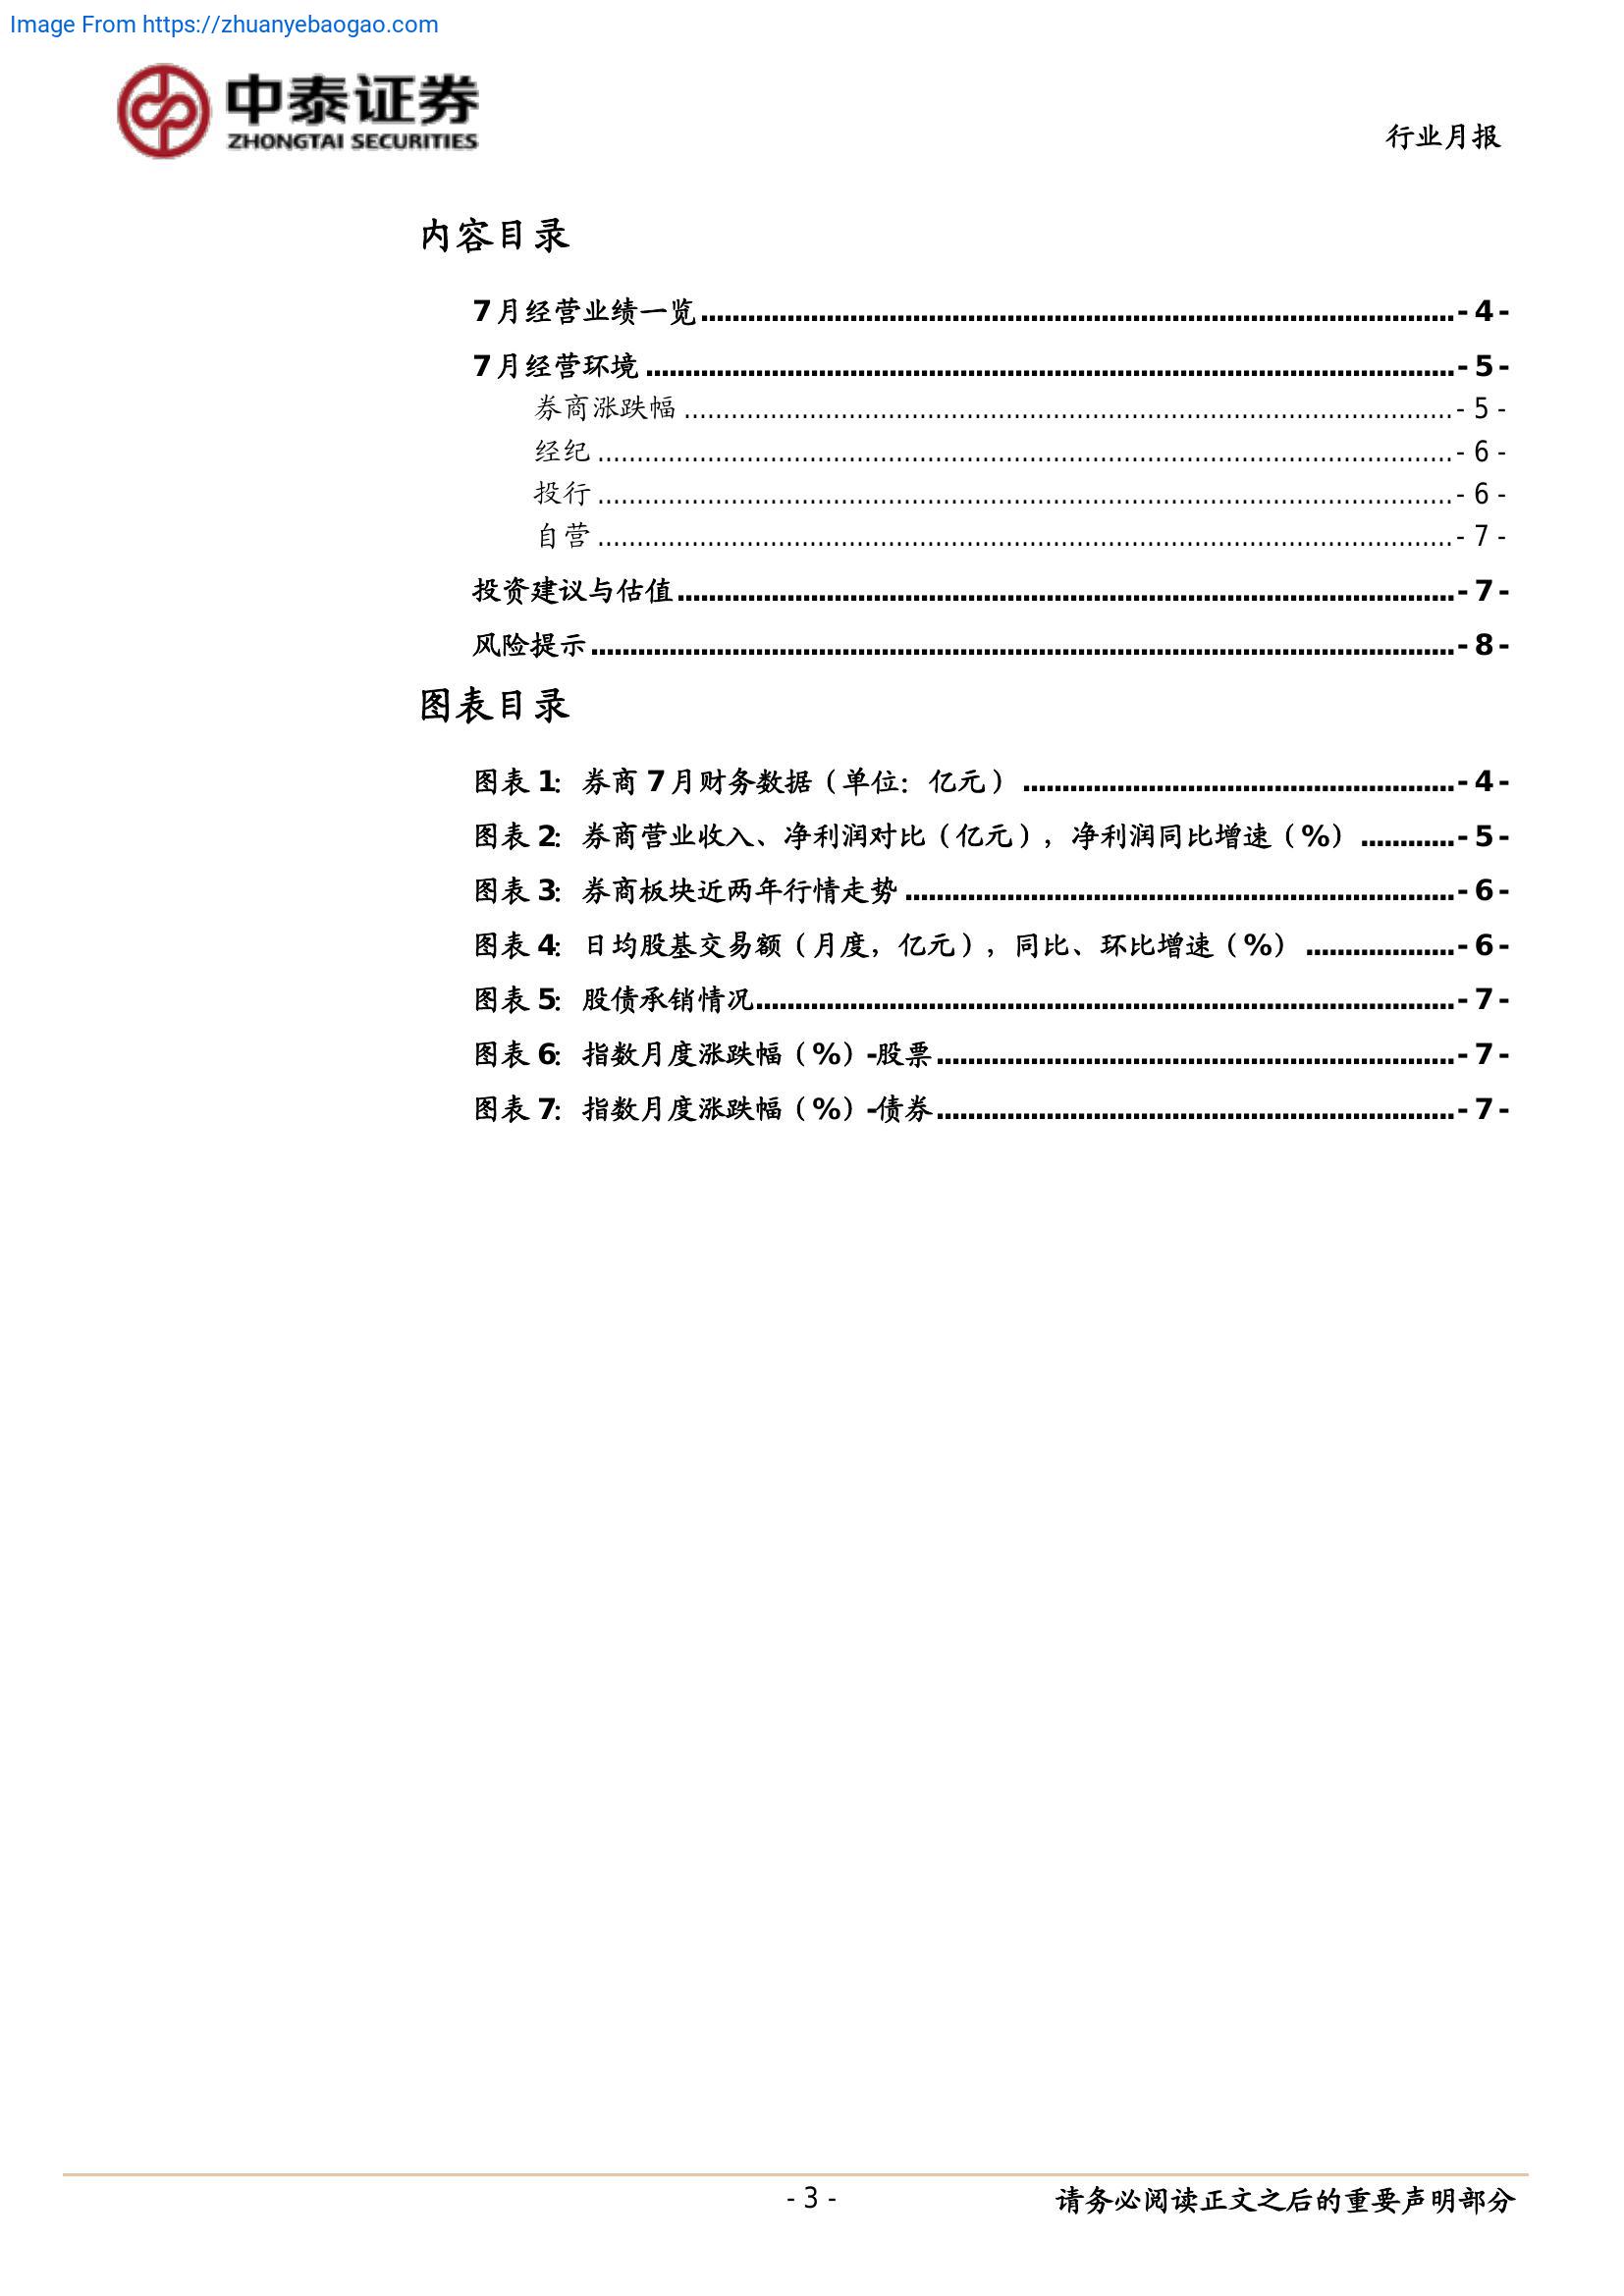 Image From https://zhuanyebaogao.com
中泰证券
ZHONGTAI SECURITIES
行业月报
内容目录
7月经营业绩一览................................................................................................- 4 -
7月经营环境.......................................................................................................- 5 -
券商涨跌幅..................................................................................................- 5 -
经纪.............................................................................................................- 6 -
投行.............................................................................................................- 6 -
自营.............................................................................................................- 7 -
投资建议与估值...................................................................................................- 7 -
风险提示..............................................................................................................- 8 -
图表目录
图表 1：券商 7月财务数据（单位：亿元）.......................................................- 4 -
图表 2：券商营业收入、净利润对比（亿元），净利润同比增速（%）............- 5 -
图表 3：券商板块近两年行情走势......................................................................- 6 -
图表 4：日均股基交易额（月度，亿元），同比、环比增速（%）...................- 6 -
图表 5：股债承销情况.........................................................................................- 7 -
图表 6：指数月度涨跌幅（%）-股票..................................................................- 7 -
图表 7：指数月度涨跌幅（%）-债券..................................................................- 7 -
- 3 -
请务必阅读正文之后的重要声明部分